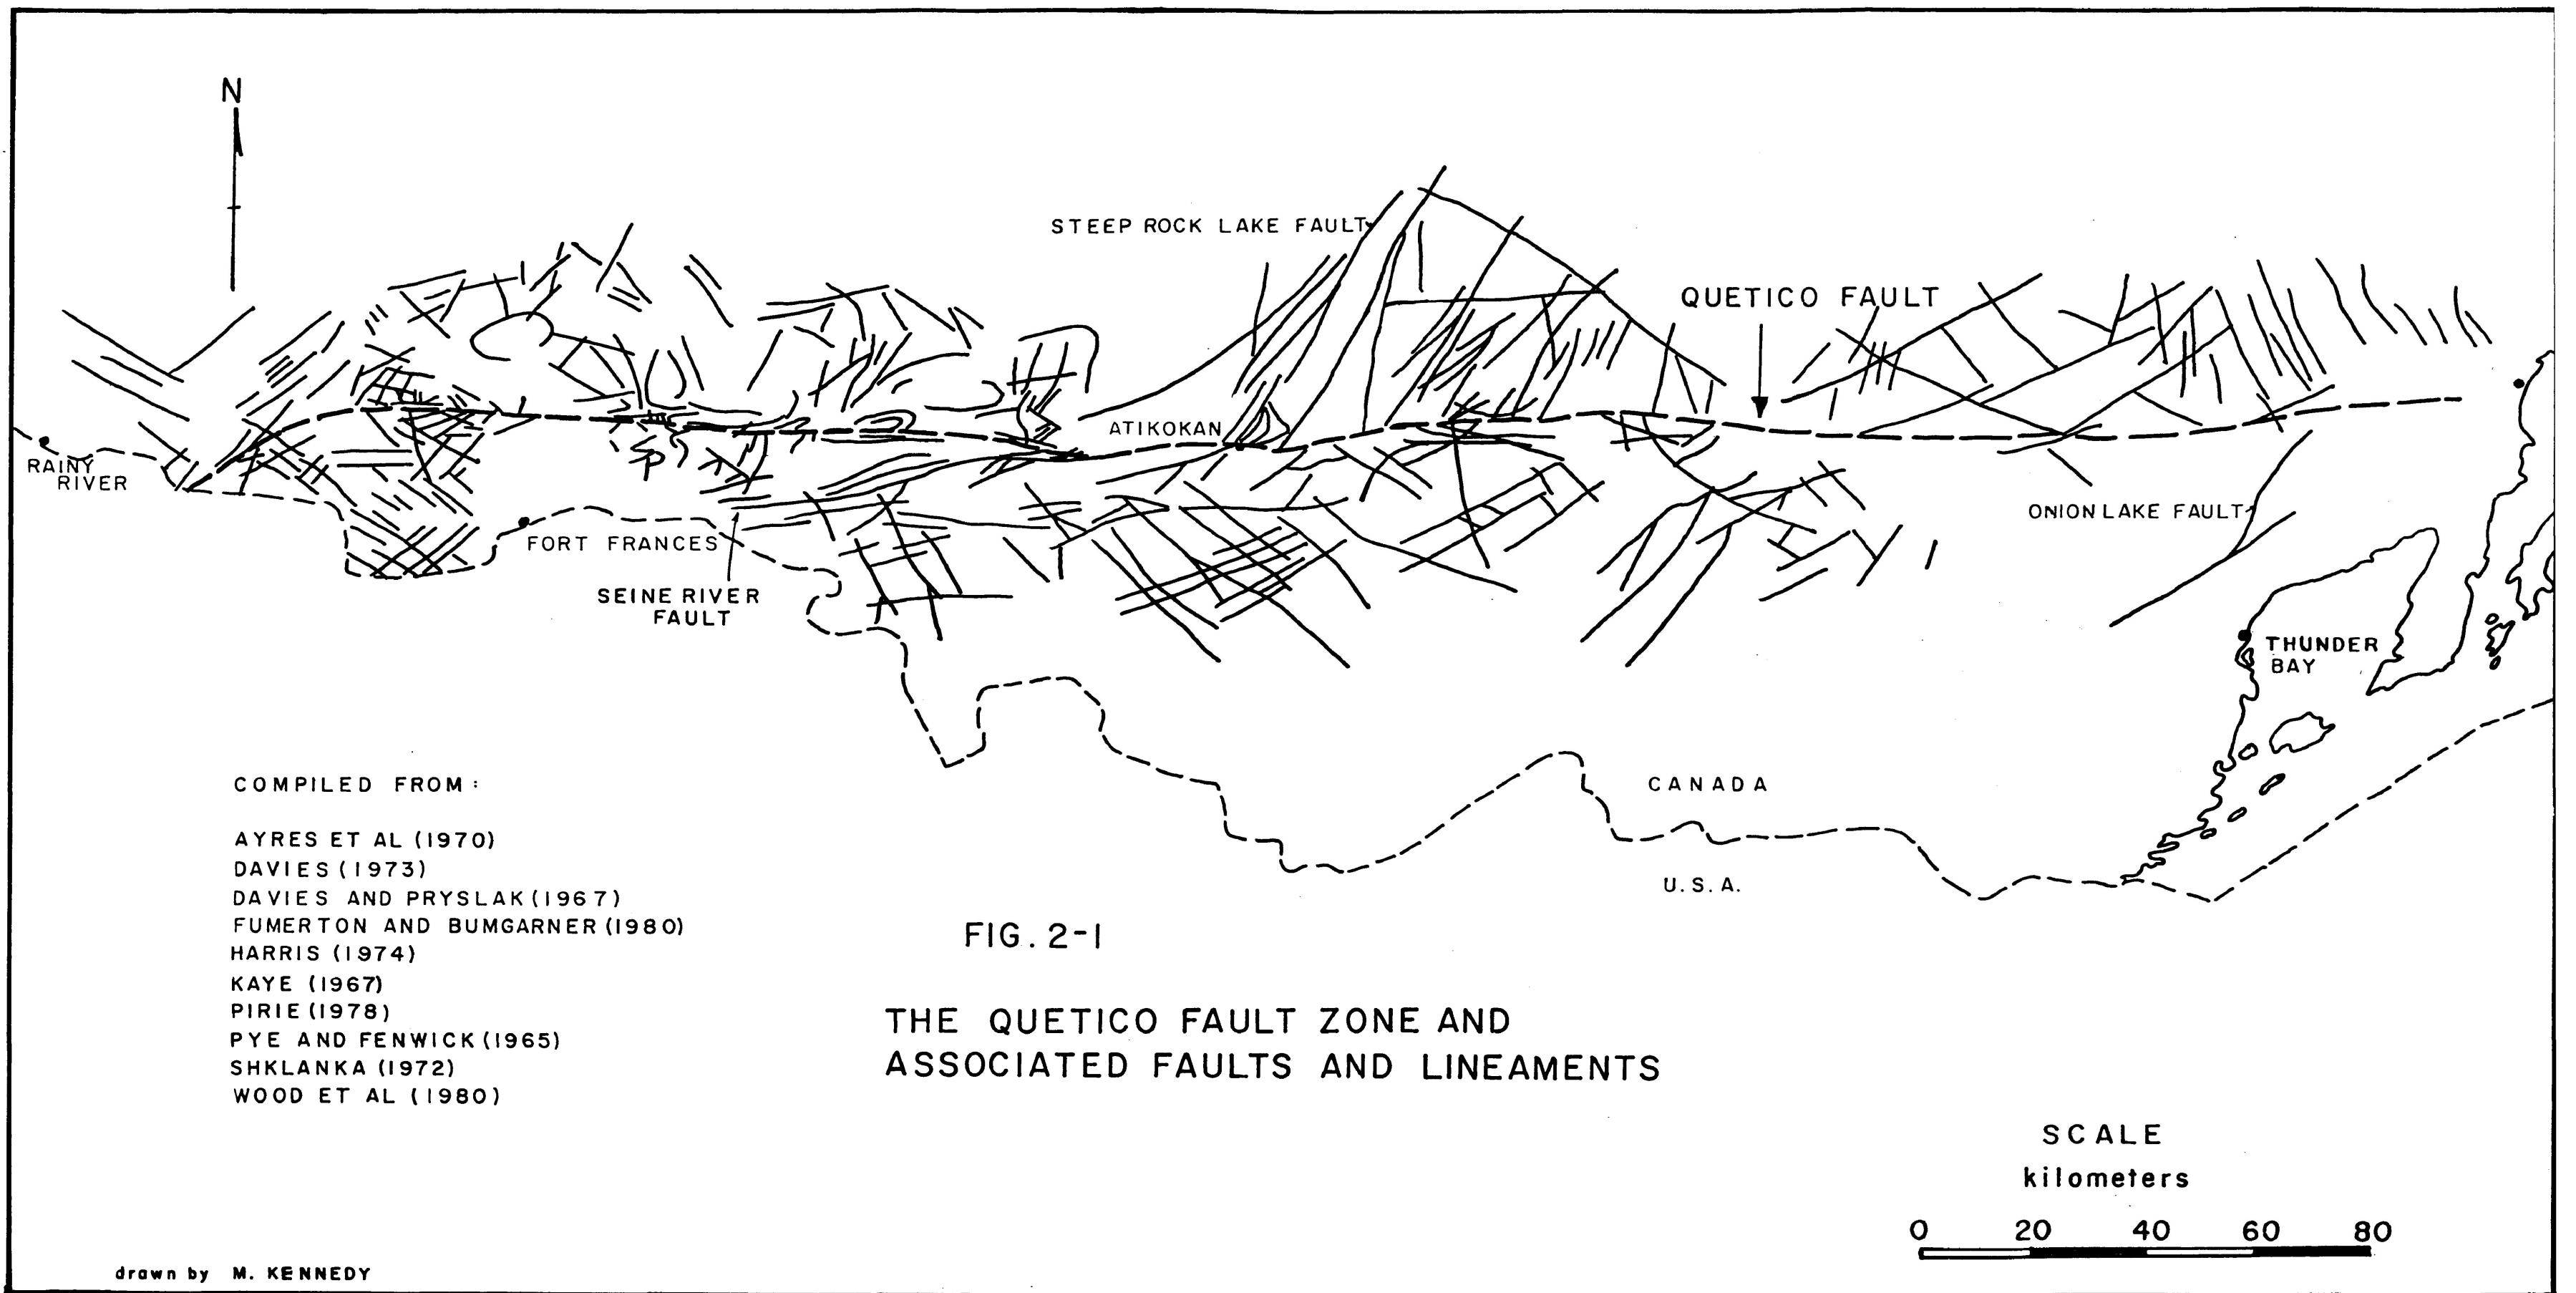 N
STEEP ROCK LAKE FAULT
QUETICO FAULT
ATIKOKAN
RAINY
RIVER
ONION LAKE FAULT
FORT FRANCES
SEINE RIVER
FAULT
THUNDER
BAY
CANADA
U.S.A.
COMPILED FROM:
AYRES ET AL (1970)
DAVIES (1973)
DAVIES AND PRYSLAK (1967)
FUMERTON AND BUMGARNER (1980)
HARRIS (1974)
KAYE (1967)
PIRIE (1978)
PYE AND FENWICK (1965)
SHKLANKA (1972)
WOOD ET AL (1980)
FIG. 2-1
THE QUETICO FAULT ZONE AND
ASSOCIATED FAULTS AND LINEAMENTS
SCALE
kilometers
0 20 40 60 80
drawn by M. KENNEDY